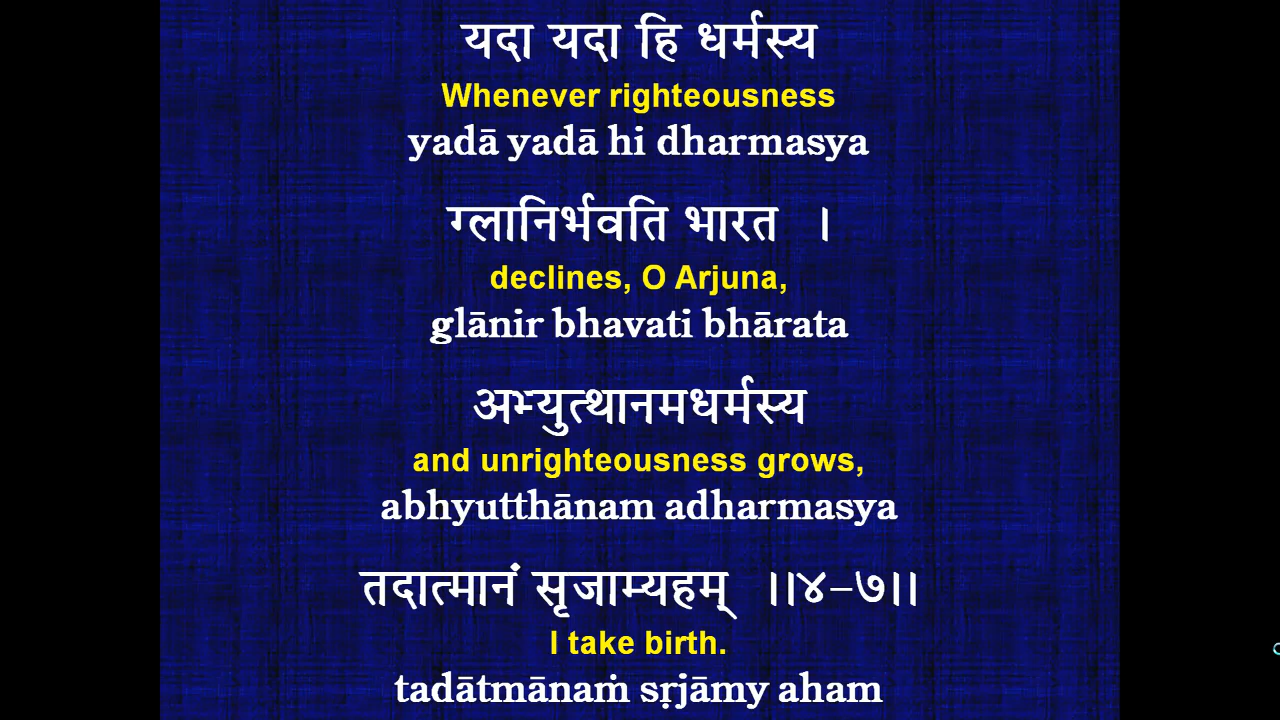 यदा यदा हि धर्मस्य
Whenever righteousness
yadā yadā hi dharmasya
ग्लानिर्भवति भारत ।
declines, O Arjuna,
glānir bhavati bhārata
अभ्युत्थानमधर्मस्य
and unrighteousness grows,
abhyutthānam adharmasya
तदात्मानं सृजाम्यहम् ।।४-७।।
I take birth.
tadātmānaṁ sṛjāmy aham